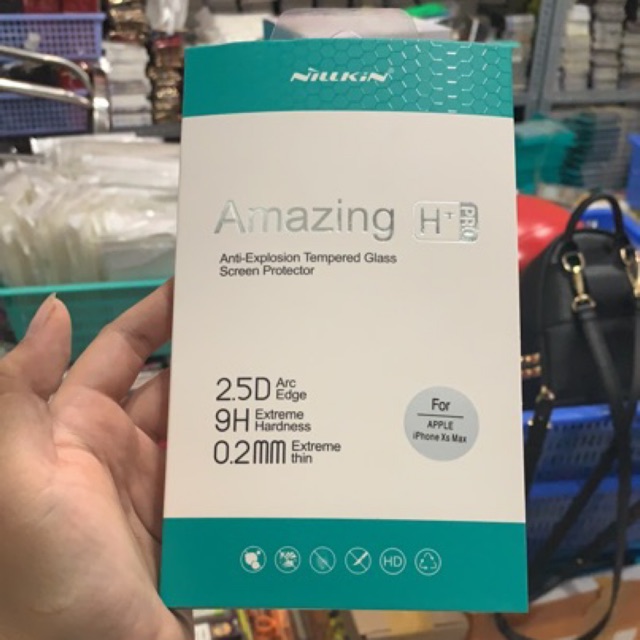 NILLKIN
Amazing H+ PRO
Anti-Explosion Tempered Glass
Screen Protector
2.5D Arc Edge
9H Extreme Hardness
0.2mm Extreme thin
For
APPLE
iPhone Xs Max
HD